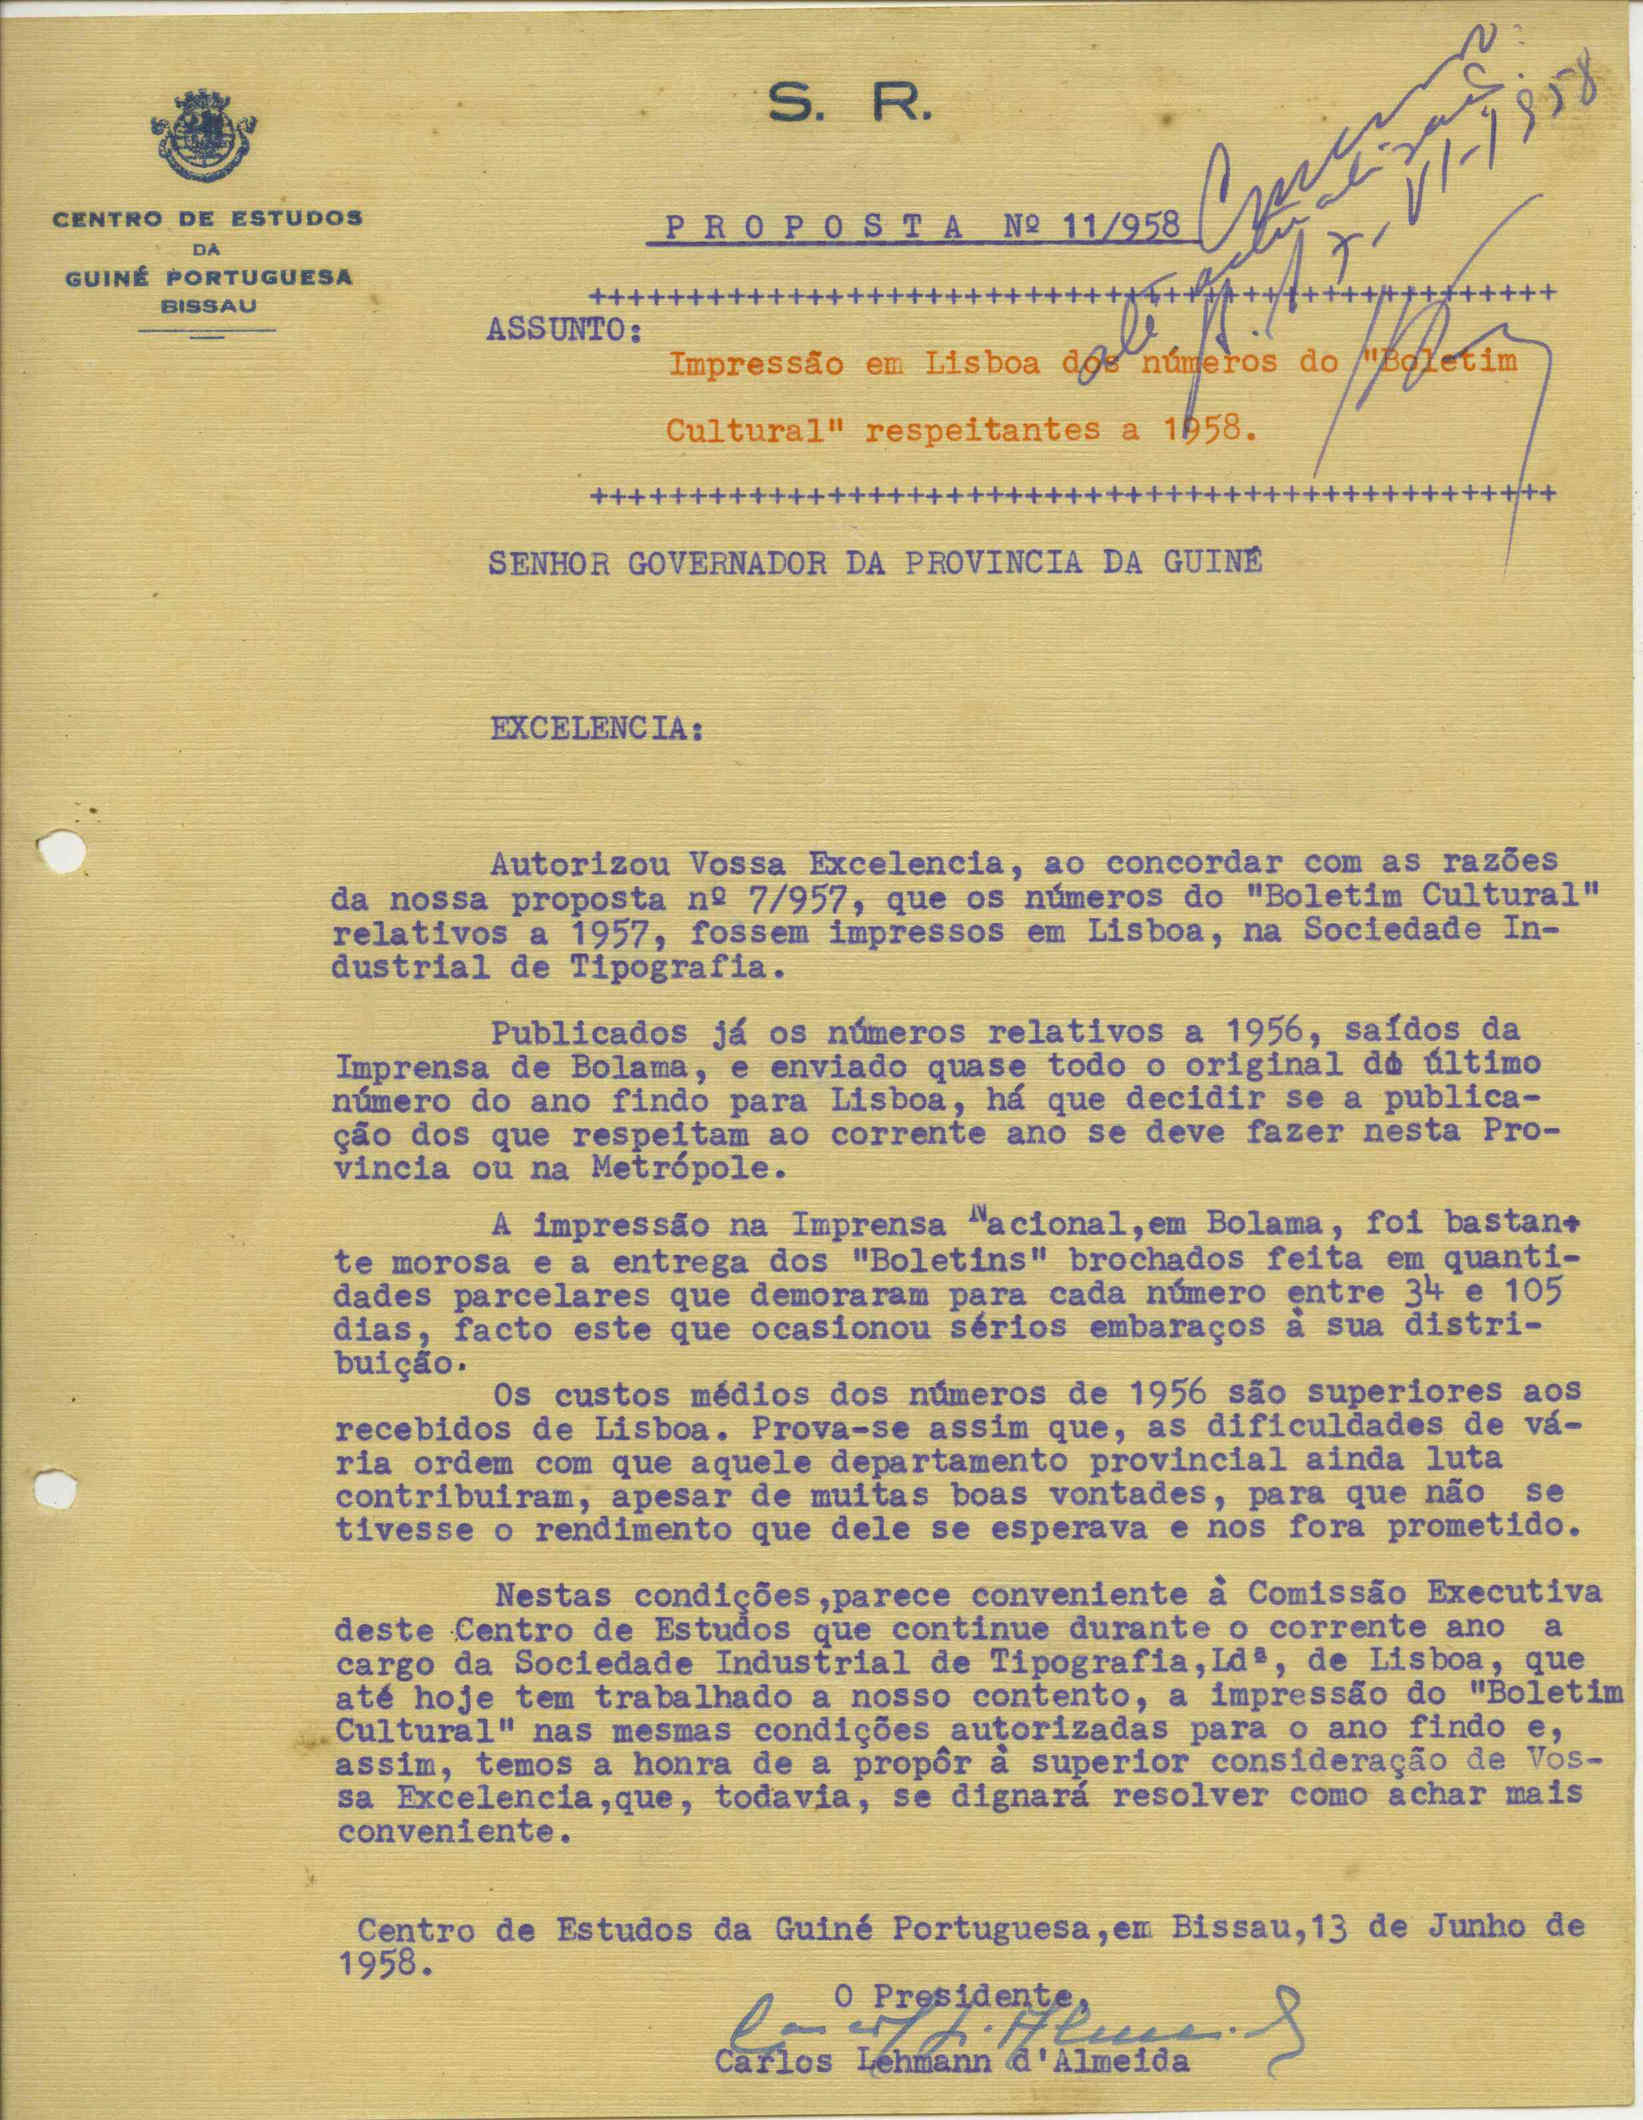 S. R.
CENTRO DE ESTUDOS
DA
GUINÉ PORTUGUESA
BISSAU
PROPOSTA Nº 11/958
++++++++++++++++++++++++++++++++++++++++++++++++
ASSUNTO:
Impressão em Lisboa dos números do "Boletim
Cultural" respeitantes a 1958.
++++++++++++++++++++++++++++++++++++++++++++++++
SENHOR GOVERNADOR DA PROVINCIA DA GUINÉ
EXCELENCIA:
Autorizou Vossa Excelencia, ao concordar com as razões
da nossa proposta nº 7/957, que os números do "Boletim Cultural"
relativos a 1957, fossem impressos em Lisboa, na Sociedade In-
dustrial de Tipografia.
Publicados já os números relativos a 1956, saídos da
Imprensa de Bolama, e enviado quase todo o original do último
número do ano findo para Lisboa, há que decidir se a publica-
ção dos que respeitam ao corrente ano se deve fazer nesta Pro-
vincia ou na Metrópole.
A impressão na Imprensa Nacional,em Bolama, foi bastan+
te morosa e a entrega dos "Boletins" brochados feita em quanti-
dades parcelares que demoraram para cada número entre 34 e 105
dias, facto este que ocasionou sérios embaraços à sua distri-
buição.
Os custos médios dos números de 1956 são superiores aos
recebidos de Lisboa. Prova-se assim que, as dificuldades de vá-
ria ordem com que aquele departamento provincial ainda luta
contribuiram, apesar de muitas boas vontades, para que não se
tivesse o rendimento que dele se esperava e nos fora prometido.
Nestas condições,parece conveniente à Comissão Executiva
deste Centro de Estudos que continue durante o corrente ano a
cargo da Sociedade Industrial de Tipografia,Ldª, de Lisboa, que
até hoje tem trabalhado a nosso contento, a impressão do "Boletim
Cultural" nas mesmas condições autorizadas para o ano findo e,
assim, temos a honra de a propôr à superior consideração de Vos-
sa Excelencia,que, todavia, se dignará resolver como achar mais
conveniente.
Centro de Estudos da Guiné Portuguesa,em Bissau,13 de Junho de
1958.
O Presidente,
Carlos Lehmann d'Almeida